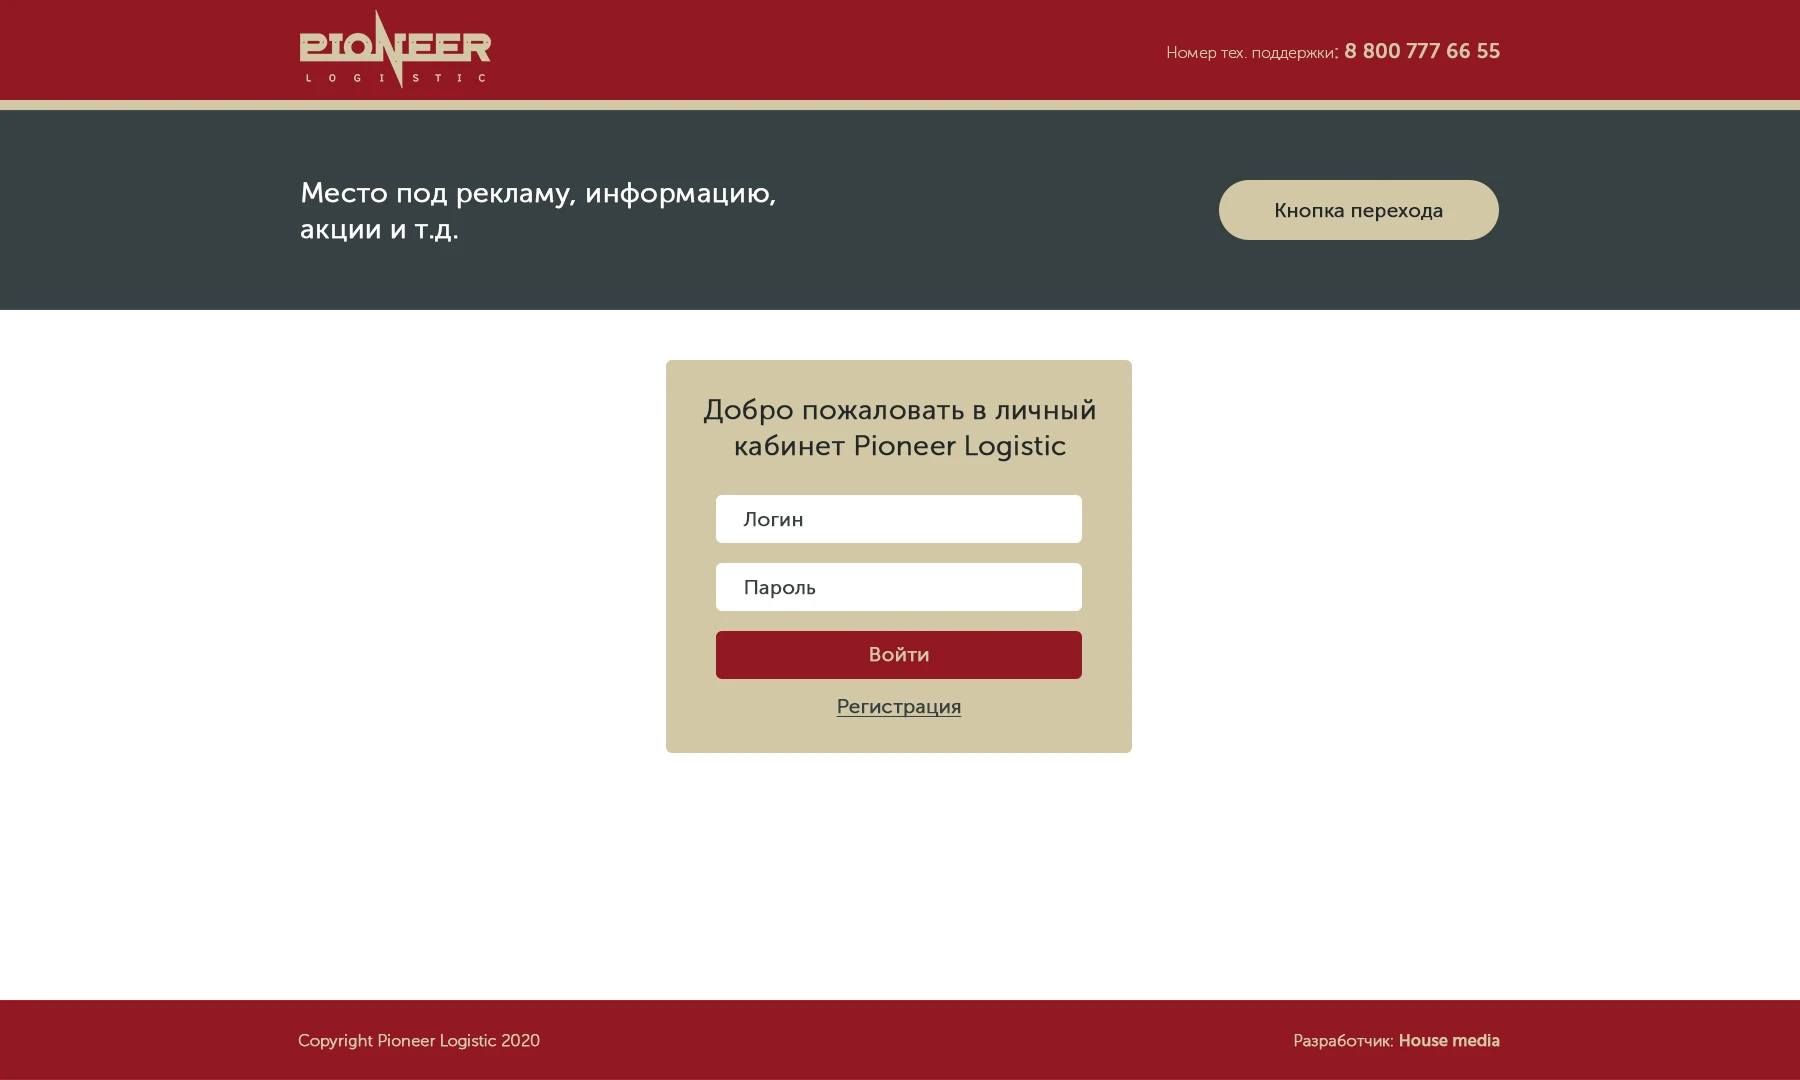 PIONEER
LOGISTIC
Номер тех. поддержки: 8 800 777 66 55
Место под рекламу, информацию,
акции и т.д.
Кнопка перехода
Добро пожаловать в личный
кабинет Pioneer Logistic
Логин
Пароль
Войти
Регистрация
Copyright Pioneer Logistic 2020
Разработчик: House media